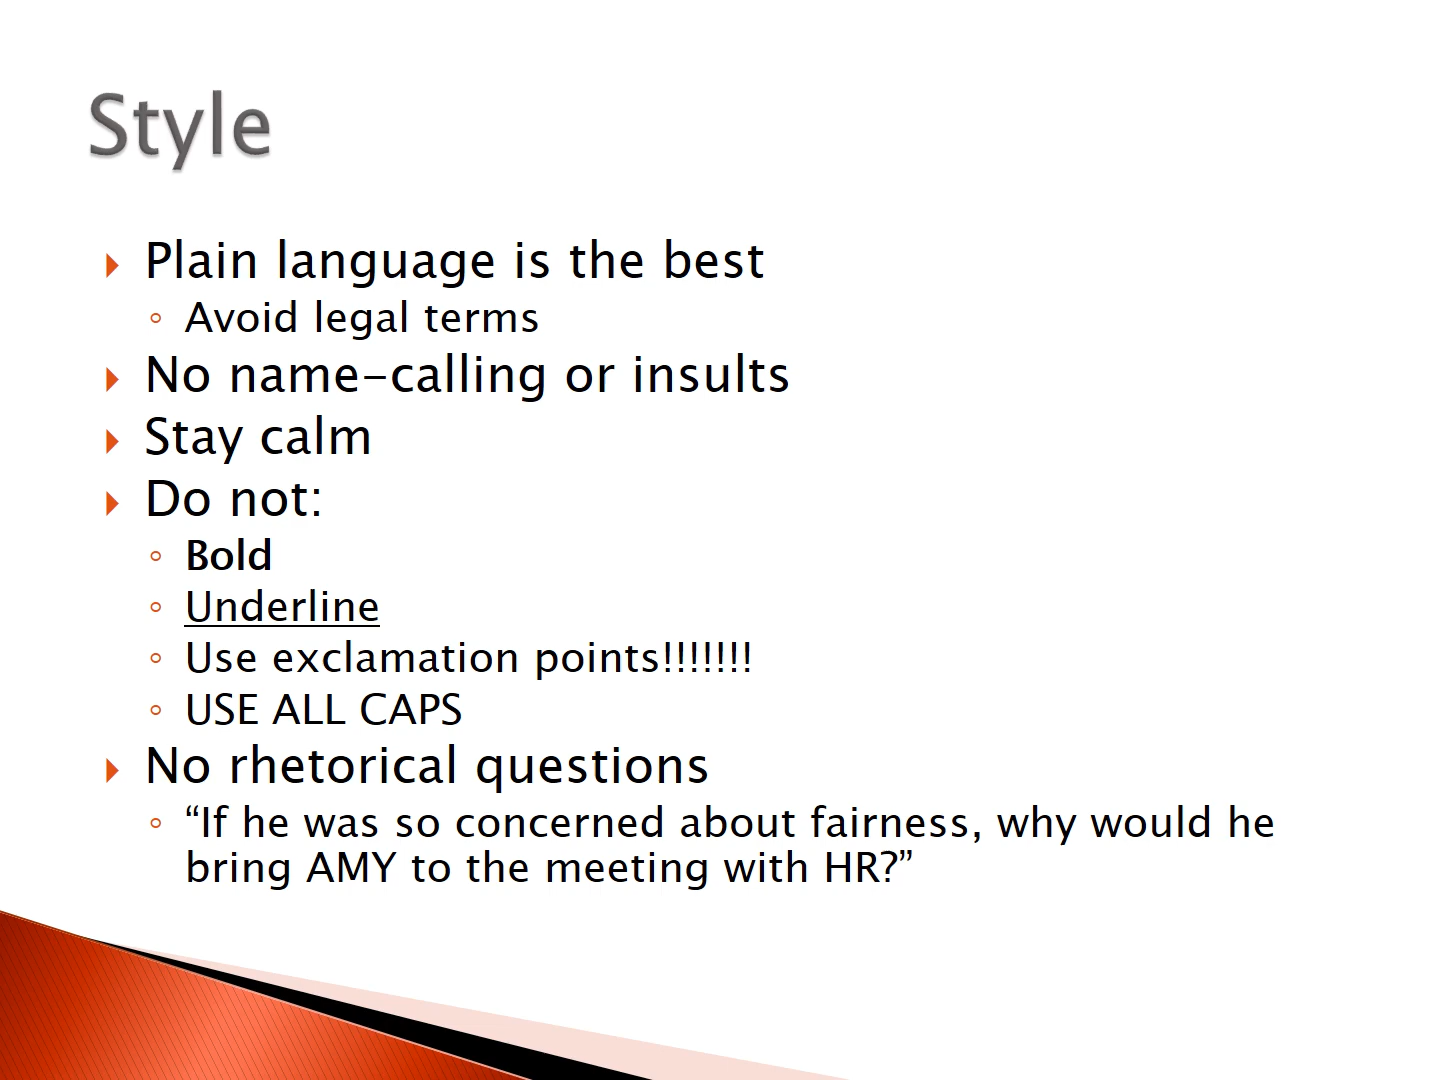 Style
Plain language is the best
Avoid legal terms
No name-calling or insults
Stay calm
Do not:
Bold
Underline
Use exclamation points!!!!!!!
USE ALL CAPS
No rhetorical questions
“If he was so concerned about fairness, why would he
bring AMY to the meeting with HR?”